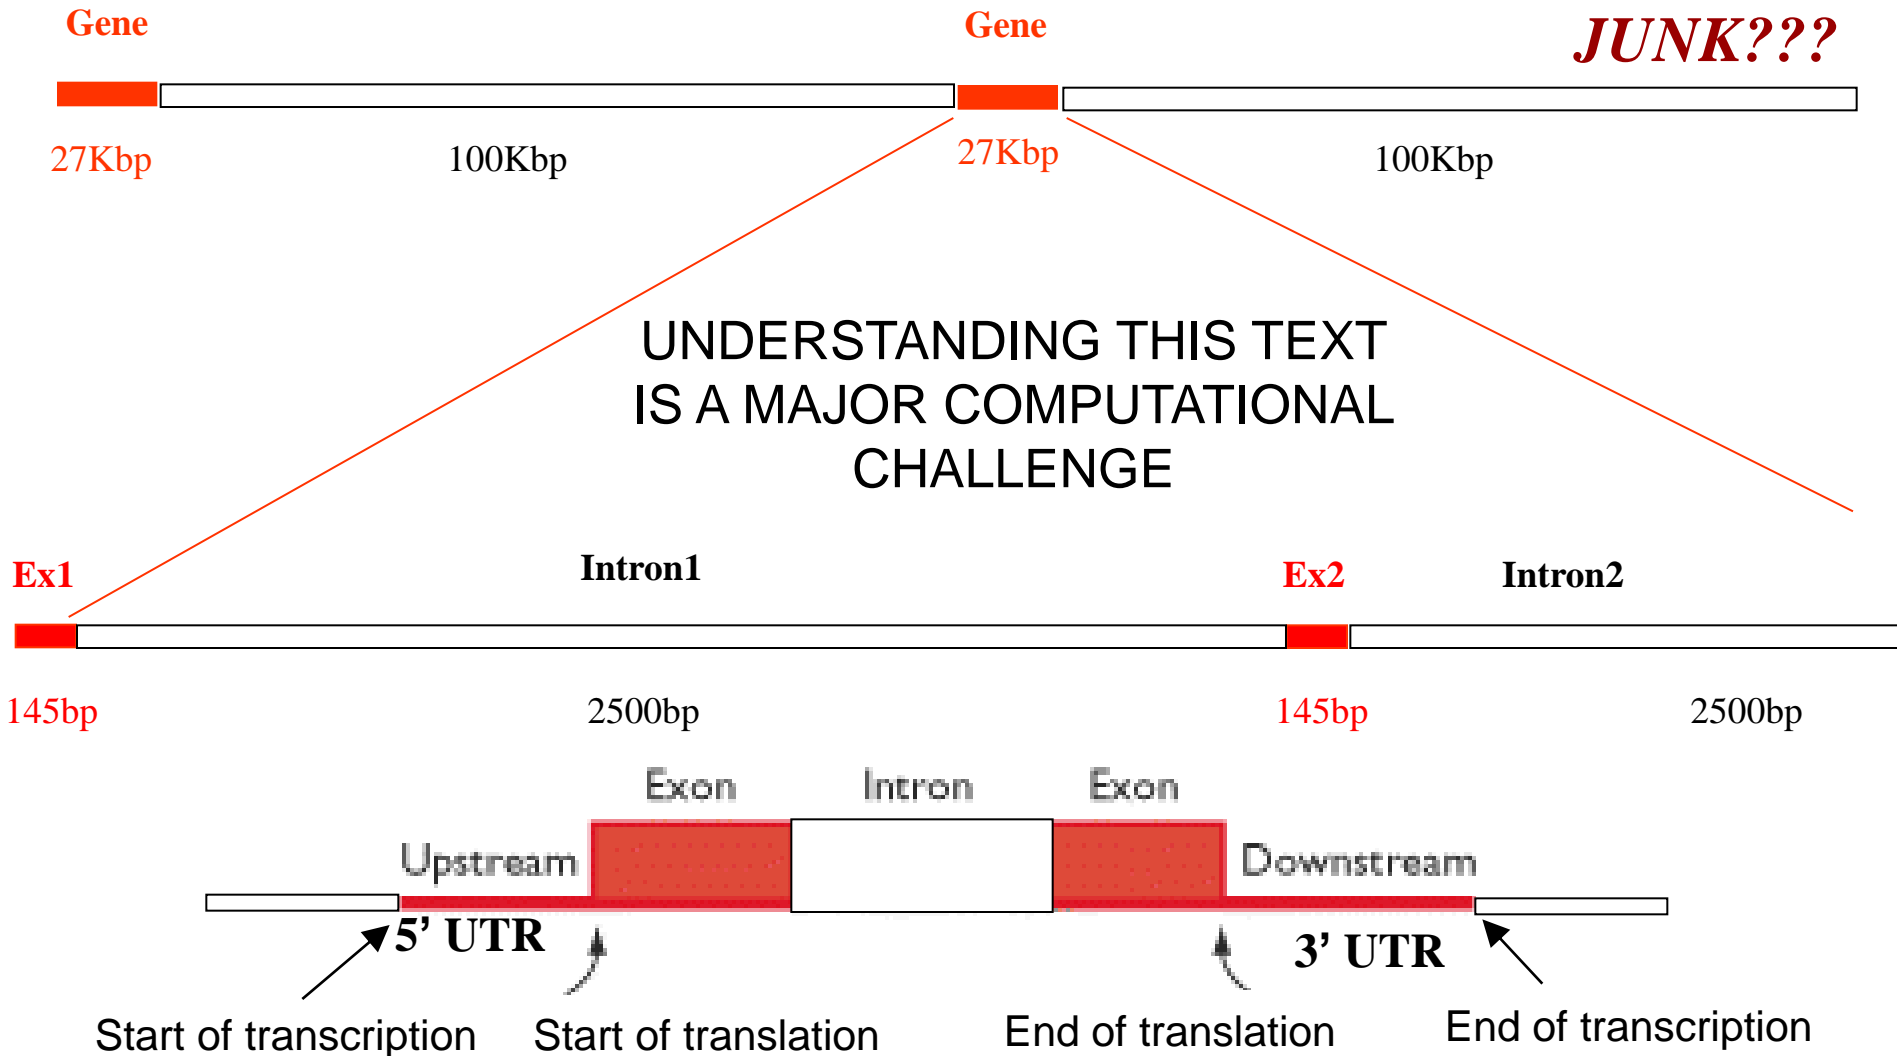 Gene
Gene
JUNK???
27Kbp
100Kbp
27Kbp
100Kbp
UNDERSTANDING THIS TEXT
IS A MAJOR COMPUTATIONAL
CHALLENGE
Ex1
Intron1
Ex2
Intron2
145bp
2500bp
145bp
2500bp
Exon
Intron
Exon
Upstream
Downstream
5’ UTR
3’ UTR
Start of transcription
Start of translation
End of translation
End of transcription